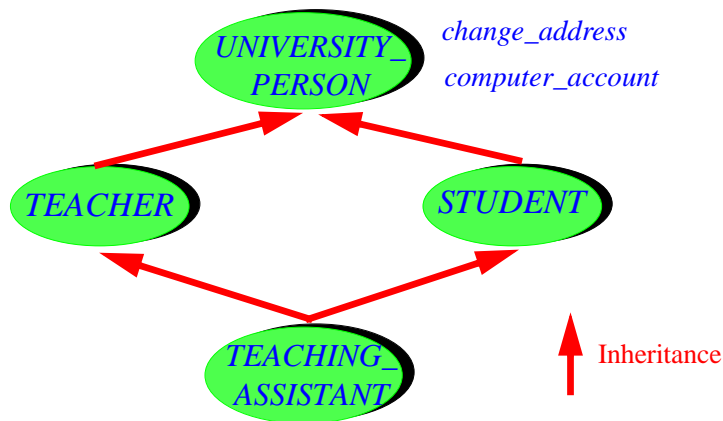 UNIVERSITY_
PERSON
change_address
computer_account
TEACHER
STUDENT
TEACHING_
ASSISTANT
Inheritance